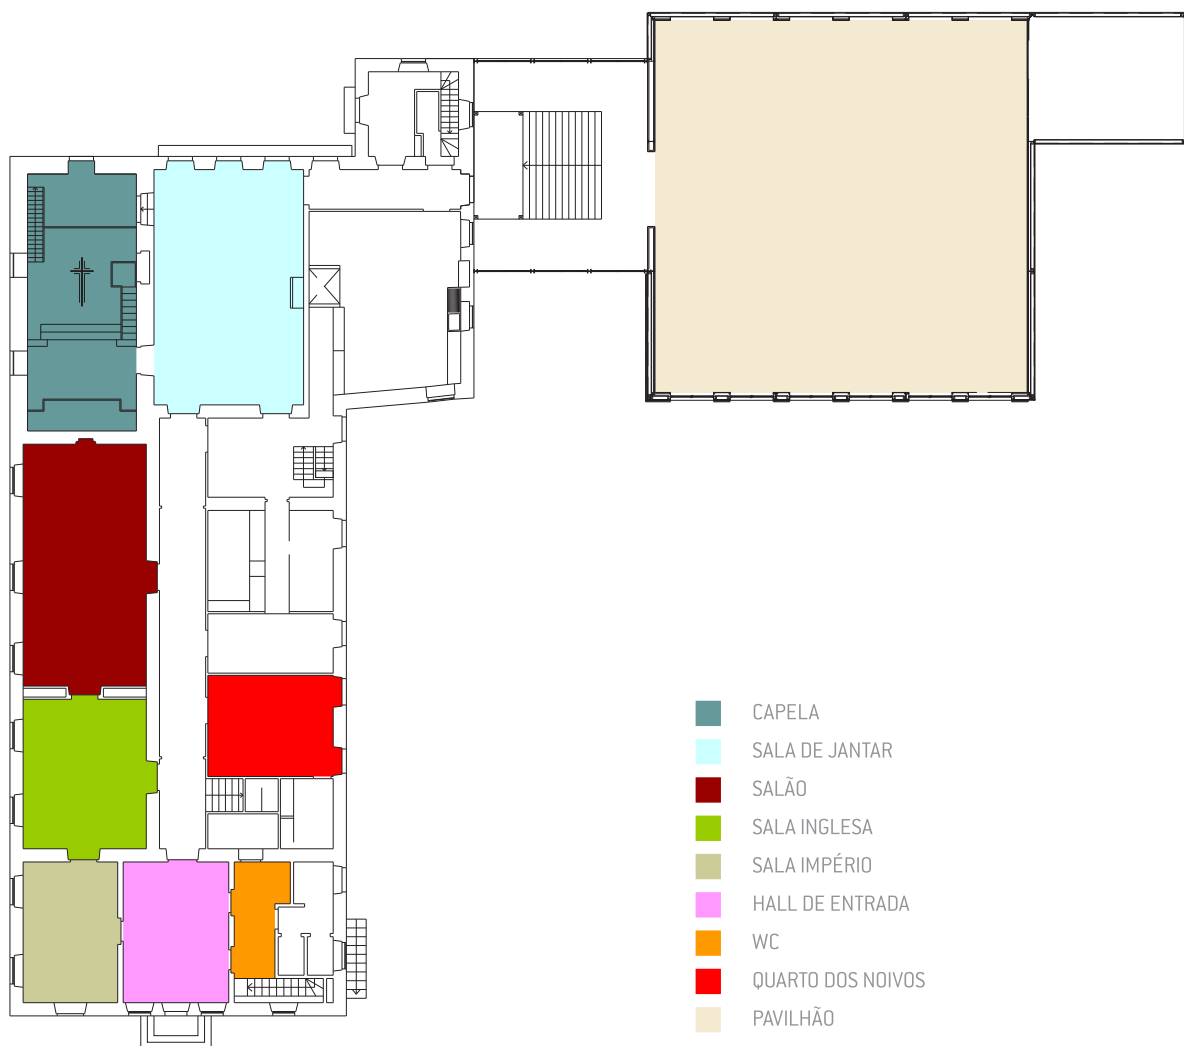 CAPELA
SALA DE JANTAR
SALÃO
SALA INGLESA
SALA IMPÉRIO
HALL DE ENTRADA
WC
QUARTO DOS NOIVOS
PAVILHÃO